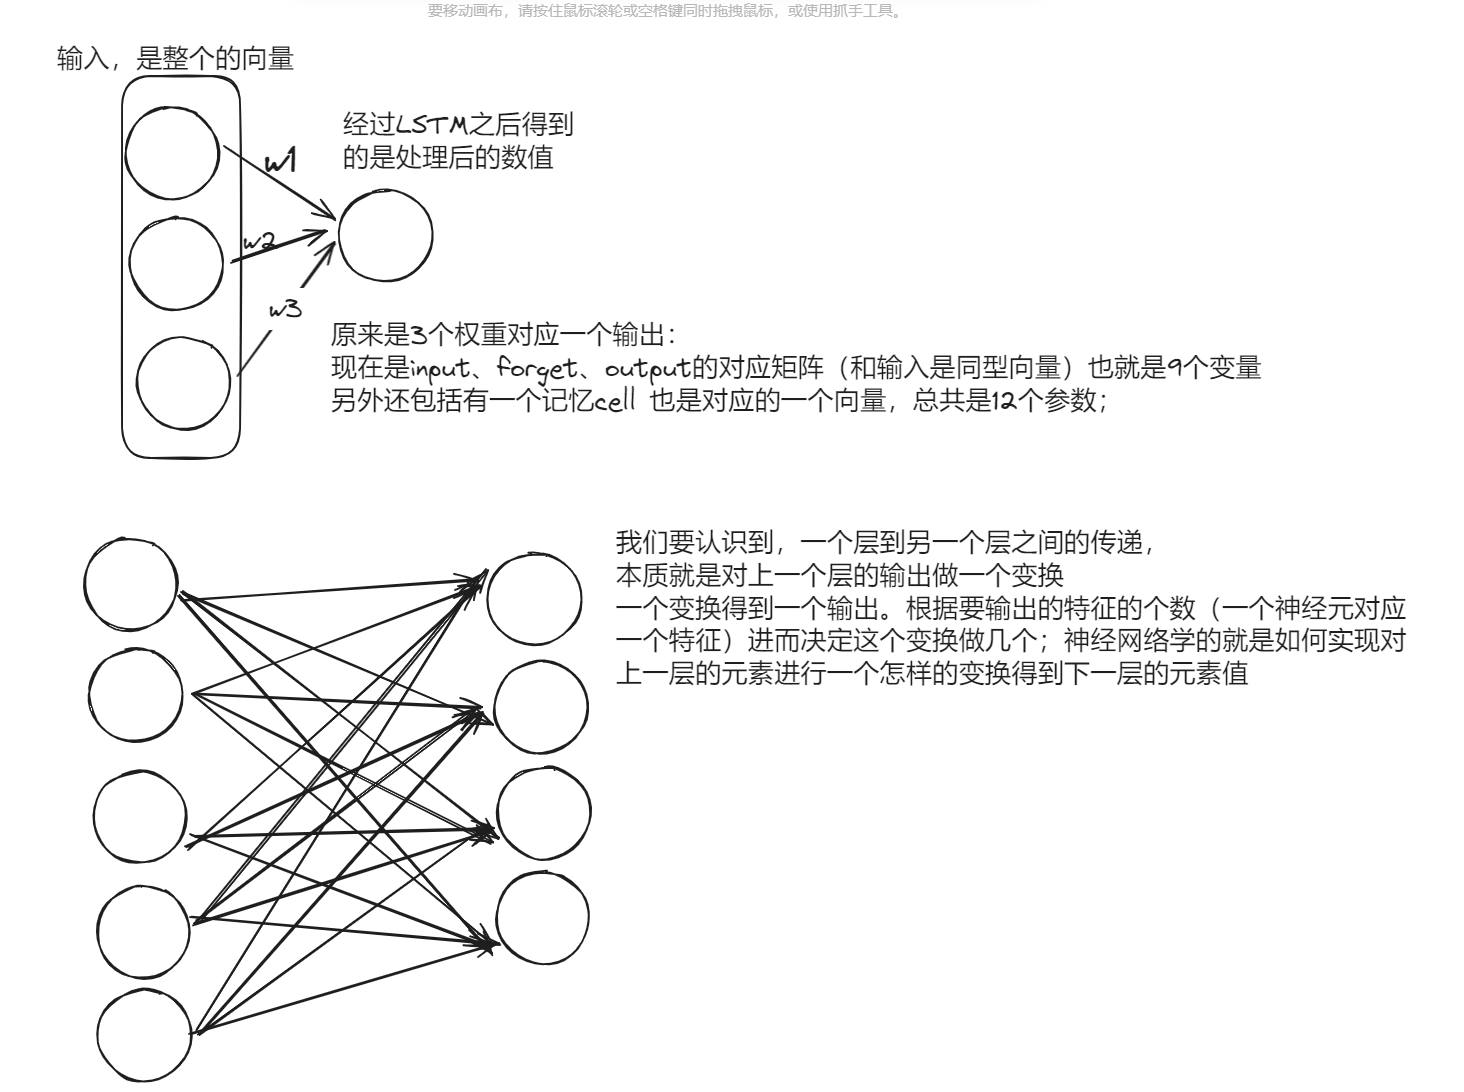 要移动画布，请按住鼠标滚轮或空格键同时拖拽鼠标，或使用抓手工具。
输入，是整个的向量
经过LSTM之后得到
的是处理后的数值
w1
w2
w3
原来是3个权重对应一个输出：
现在是input、forget、output的对应矩阵（和输入是同型向量）也就是9个变量
另外还包括有一个记忆cell 也是对应的一个向量，总共是12个参数；
我们要认识到，一个层到另一个层之间的传递，
本质就是对上一个层的输出做一个变换
一个变换得到一个输出。根据要输出的特征的个数（一个神经元对应
一个特征）进而决定这个变换做几个；神经网络学的就是如何实现对
上一层的元素进行一个怎样的变换得到下一层的元素值